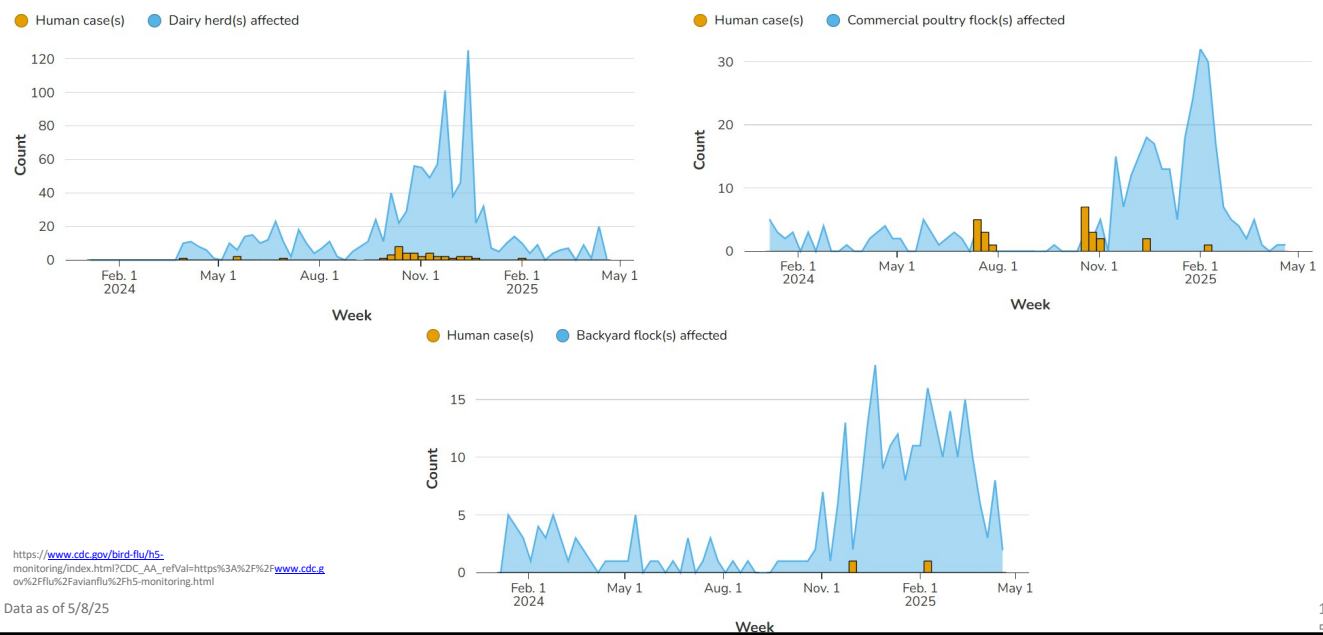 Human case(s) Dairy herd(s) affected
120
100
80
60
40
20
0
Count
Feb. 1 May 1 Aug. 1 Nov. 1 Feb. 1 May 1
2024 2025
Week
Human case(s) Commercial poultry flock(s) affected
30
20
10
0
Count
Feb. 1 May 1 Aug. 1 Nov. 1 Feb. 1 May 1
2024 2025
Week
Human case(s) Backyard flock(s) affected
15
10
5
0
Count
Feb. 1 May 1 Aug. 1 Nov. 1 Feb. 1 May 1
2024 2025
Week
https://www.cdc.gov/bird-flu/h5-
monitoring/index.html?CDC_AA_refVal=https%3A%2F%2Fwww.cdc.g
ov%2Fflu%2Favianflu%2Fh5-monitoring.html
Data as of 5/8/25
1